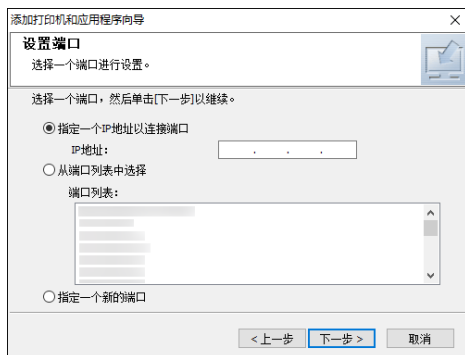 添加打印机和应用程序向导
设置端口
选择一个端口进行设置。
选择一个端口，然后单击[下一步]以继续。
指定一个IP地址以连接端口
IP地址：
. . .
从端口列表中选择
端口列表：
指定一个新的端口
<上一步 下一步> 取消